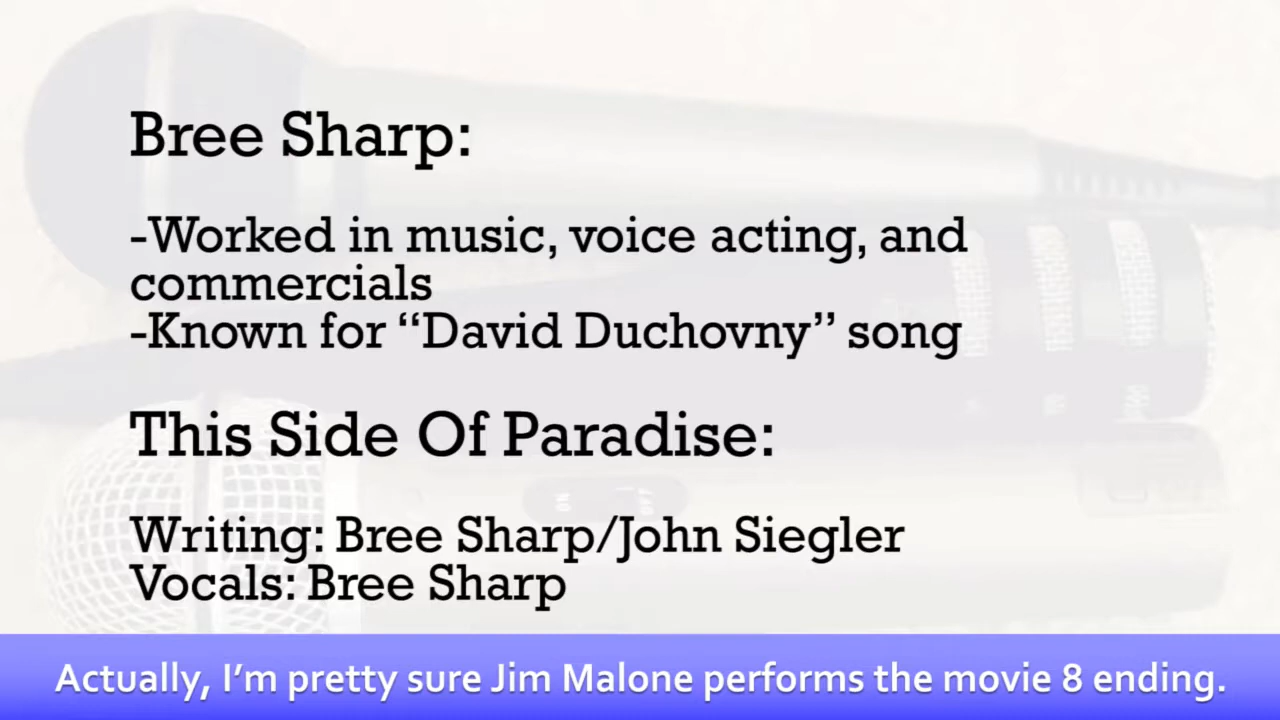 Bree Sharp:
-Worked in music, voice acting, and
commercials
-Known for “David Duchovny” song
This Side Of Paradise:
Writing: Bree Sharp/John Siegler
Vocals: Bree Sharp
Actually, I’m pretty sure Jim Malone performs the movie 8 ending.